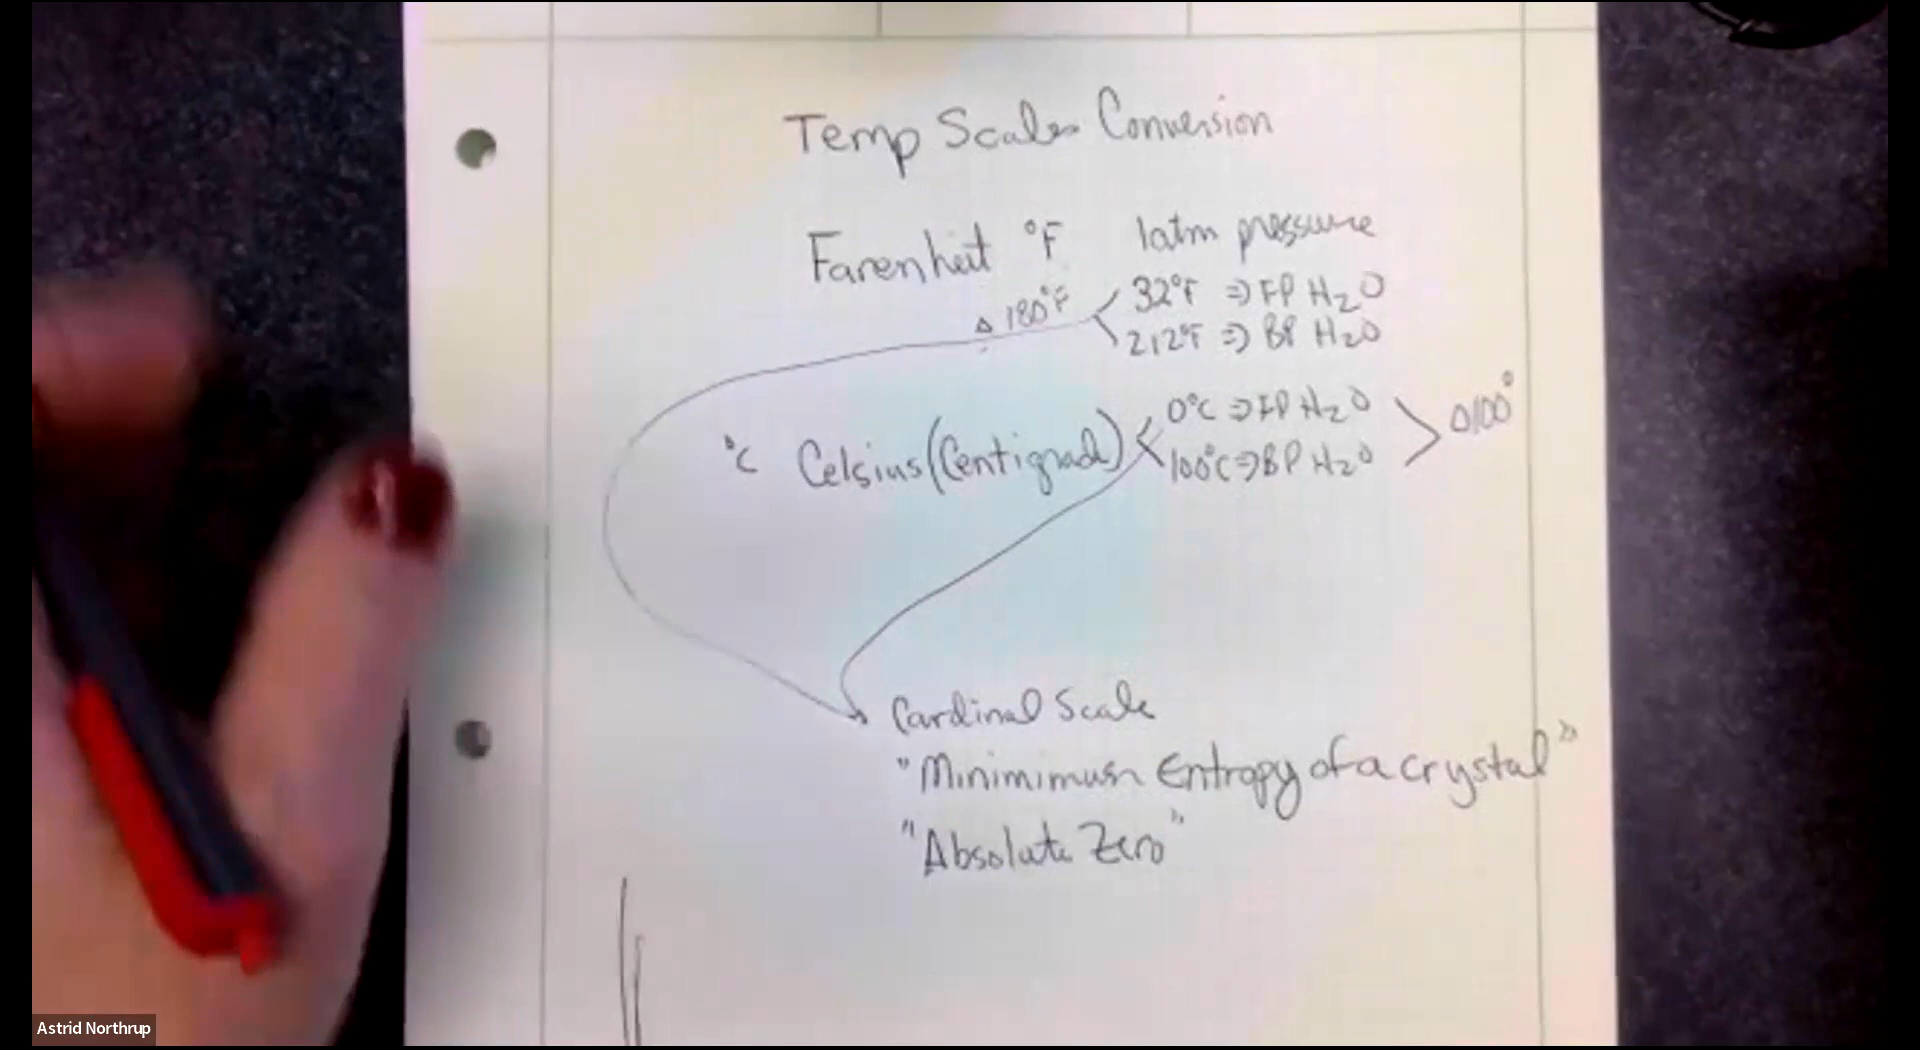 Temp Scales Conversion
Farenheit °F 1atm pressure
Δ 180°F 32°F ⇒ FP H2O
212°F ⇒ BP H2O
°C Celsius (Centigrade) 0°C ⇒ FP H2O Δ100°
100°C ⇒ BP H2O
Cardinal Scale
"Minimimum Entropy of a crystal"
"Absolute Zero"
Astrid Northrup